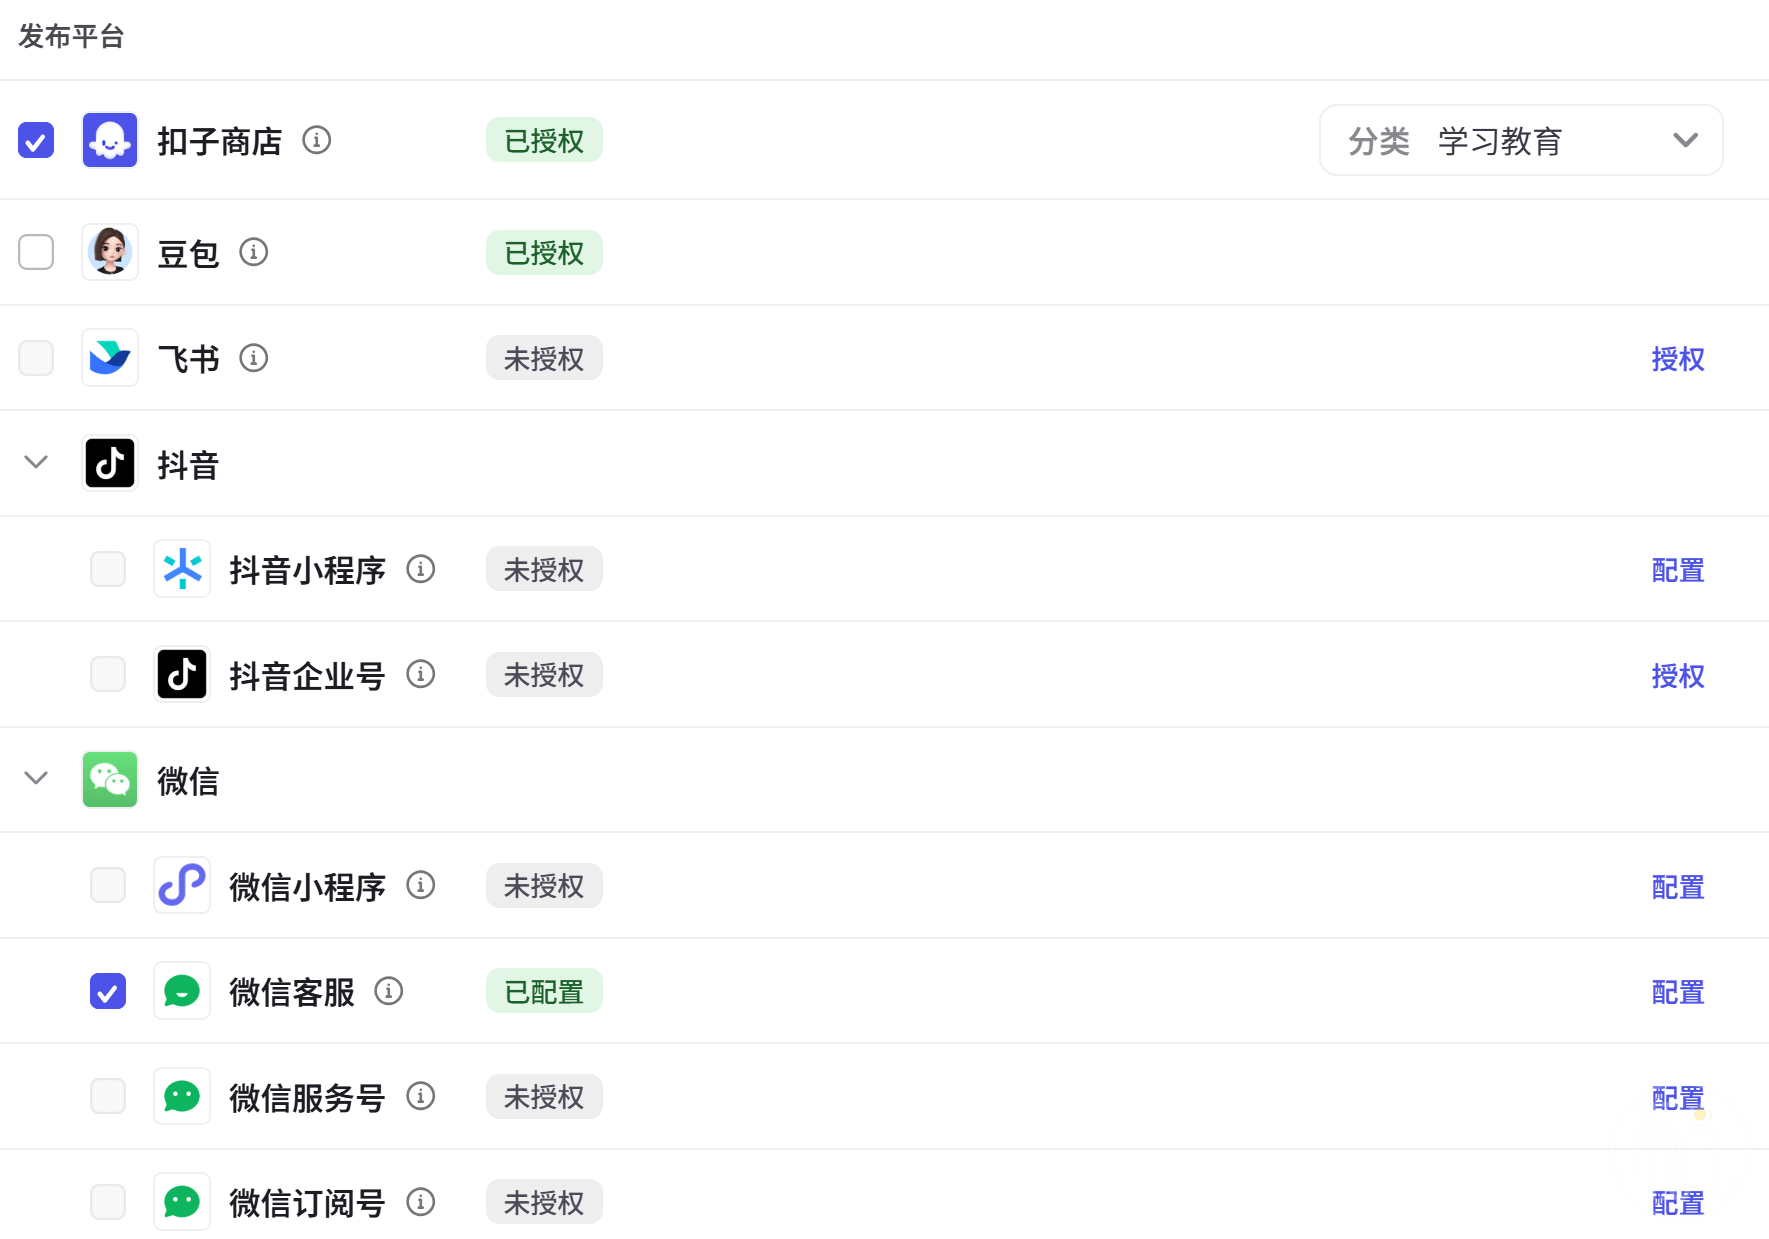 发布平台
扣子商店 已授权 分类 学习教育
豆包 已授权
飞书 未授权 授权
抖音
抖音小程序 未授权 配置
抖音企业号 未授权 授权
微信
微信小程序 未授权 配置
微信客服 已配置 配置
微信服务号 未授权 配置
微信订阅号 未授权 配置